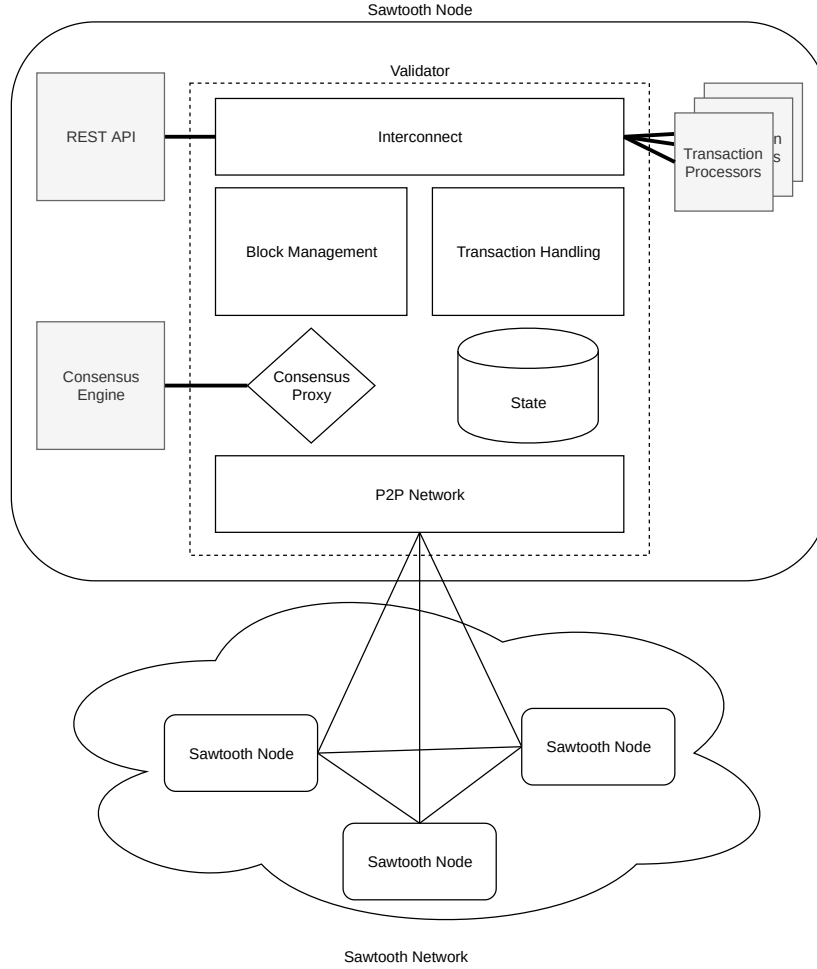 Sawtooth Node
Validator
REST API
Interconnect
Transaction
Processors
n
s
Block Management
Transaction Handling
Consensus
Engine
Consensus
Proxy
State
P2P Network
Sawtooth Node
Sawtooth Node
Sawtooth Node
Sawtooth Network